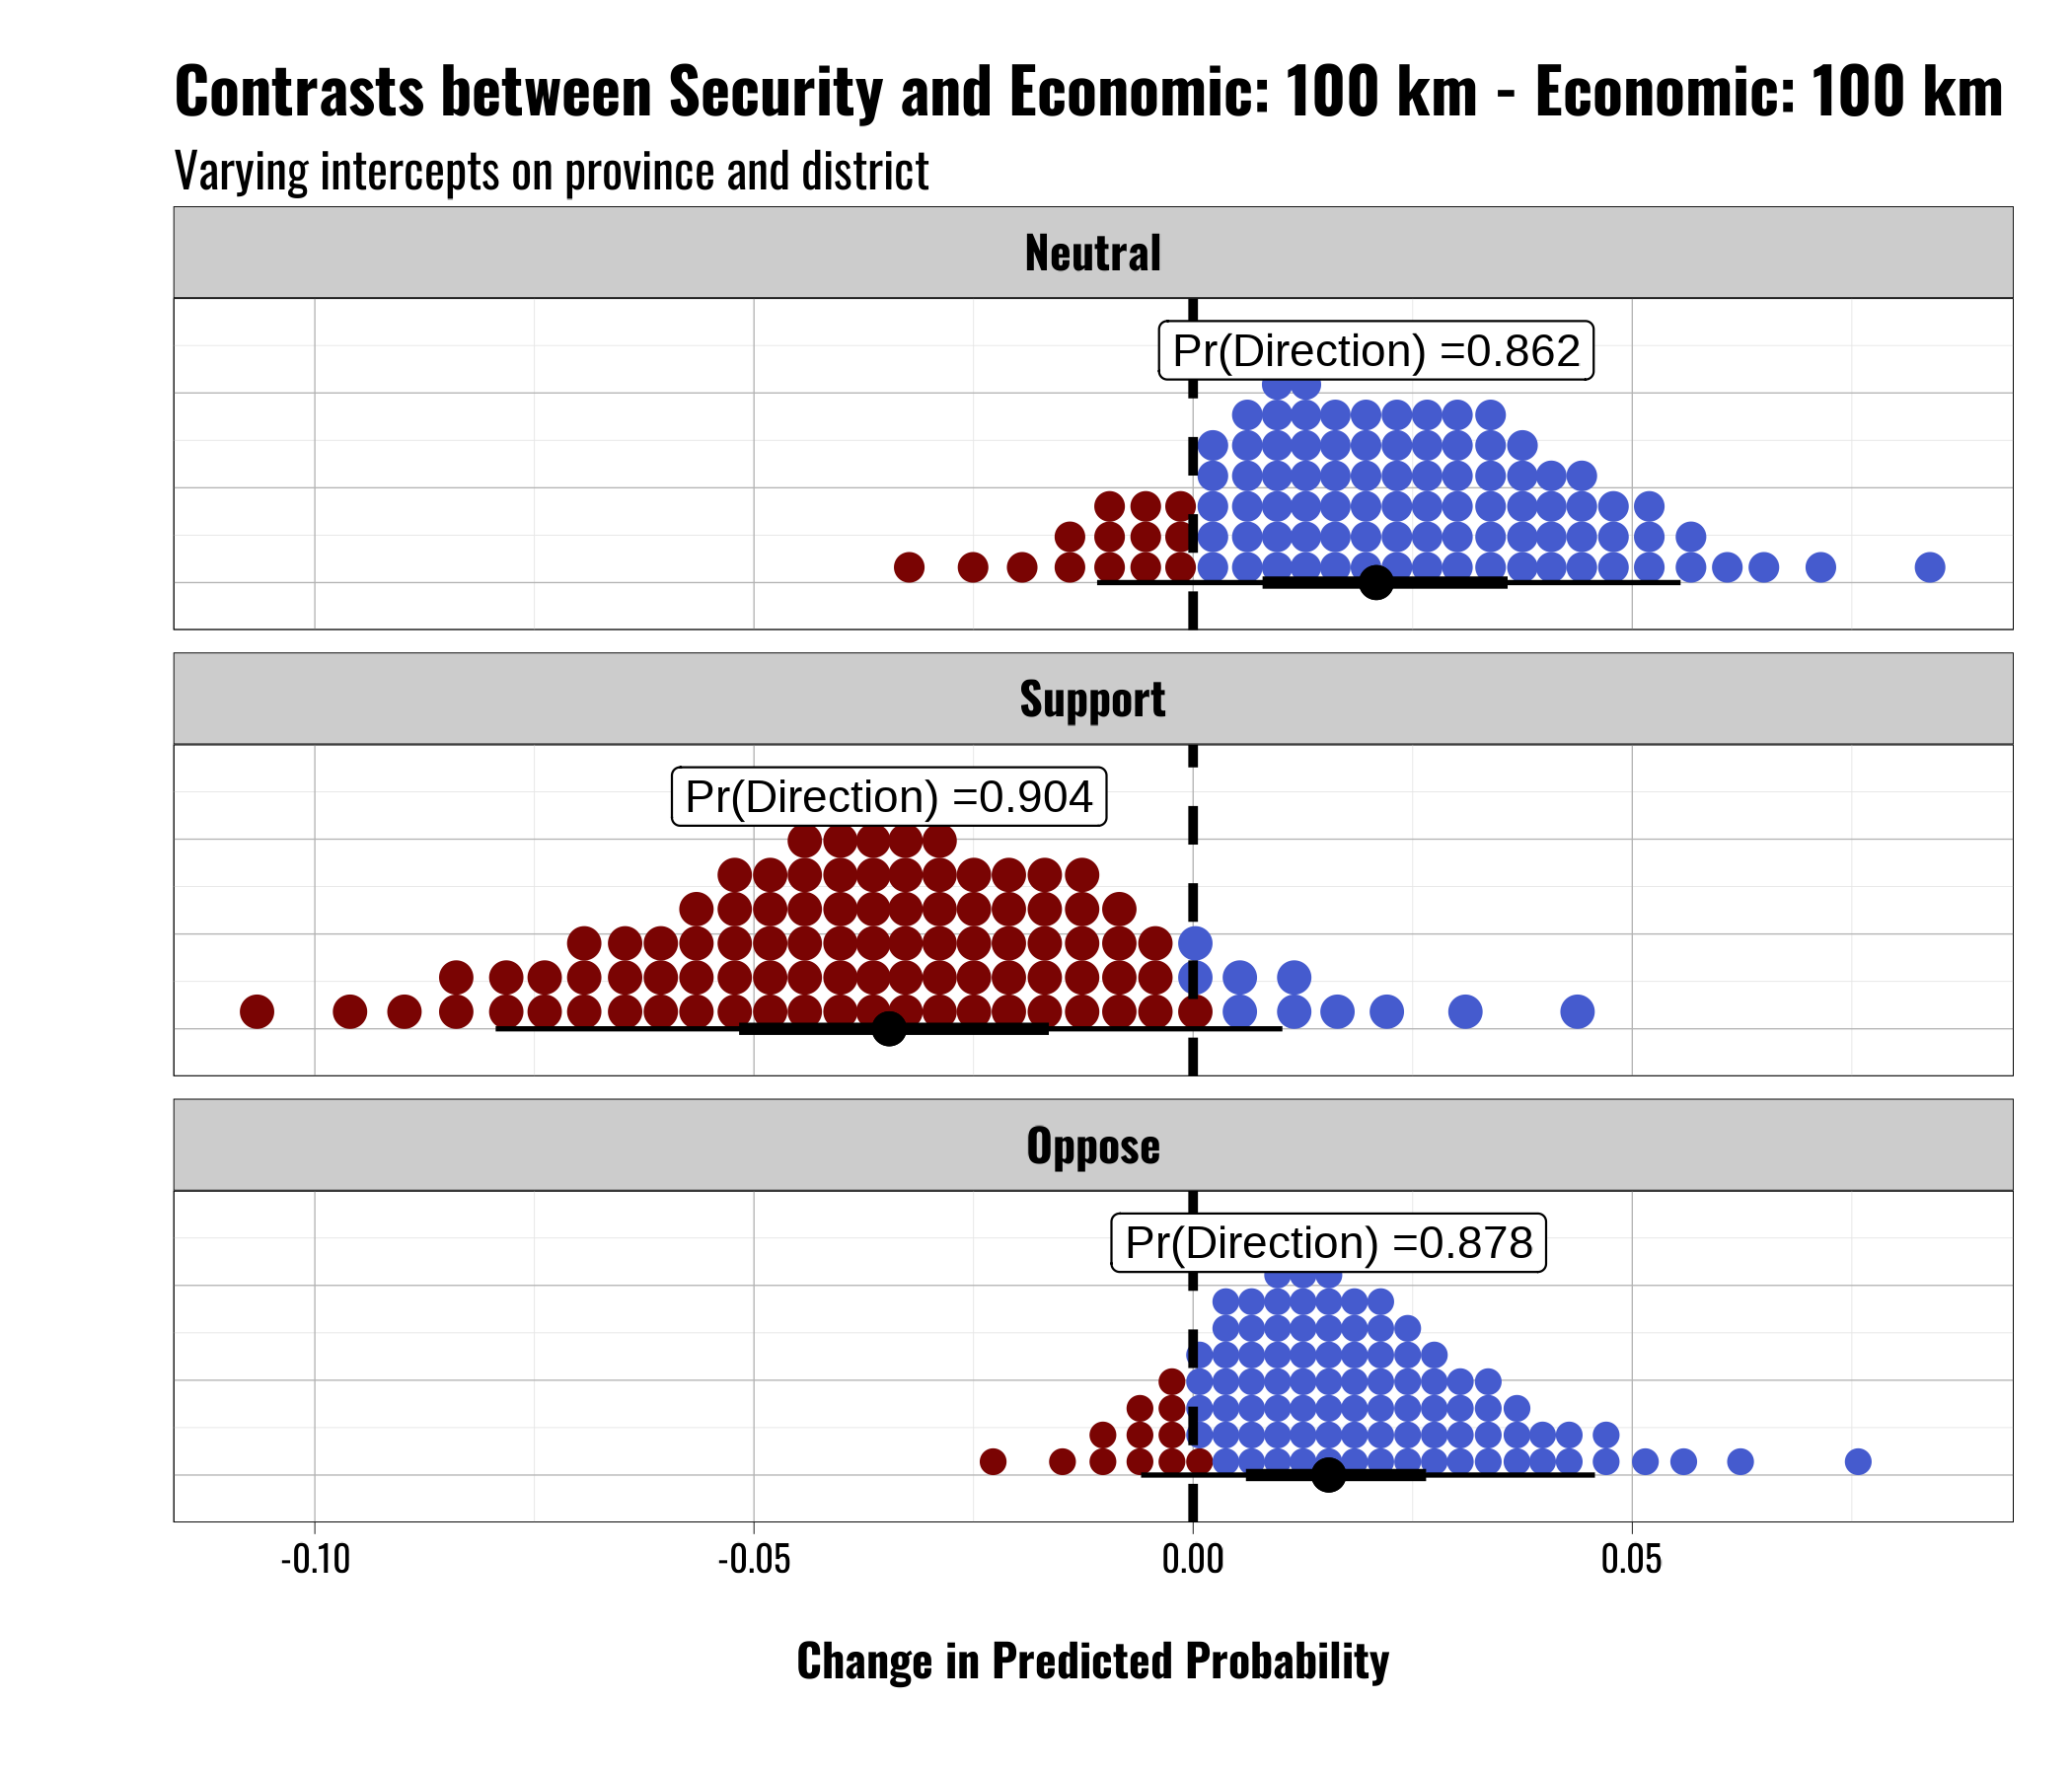 Contrasts between Security and Economic: 100 km - Economic: 100 km
Varying intercepts on province and district
Neutral
Pr(Direction) =0.862
Support
Pr(Direction) =0.904
Oppose
Pr(Direction) =0.878
-0.10 -0.05 0.00 0.05
Change in Predicted Probability